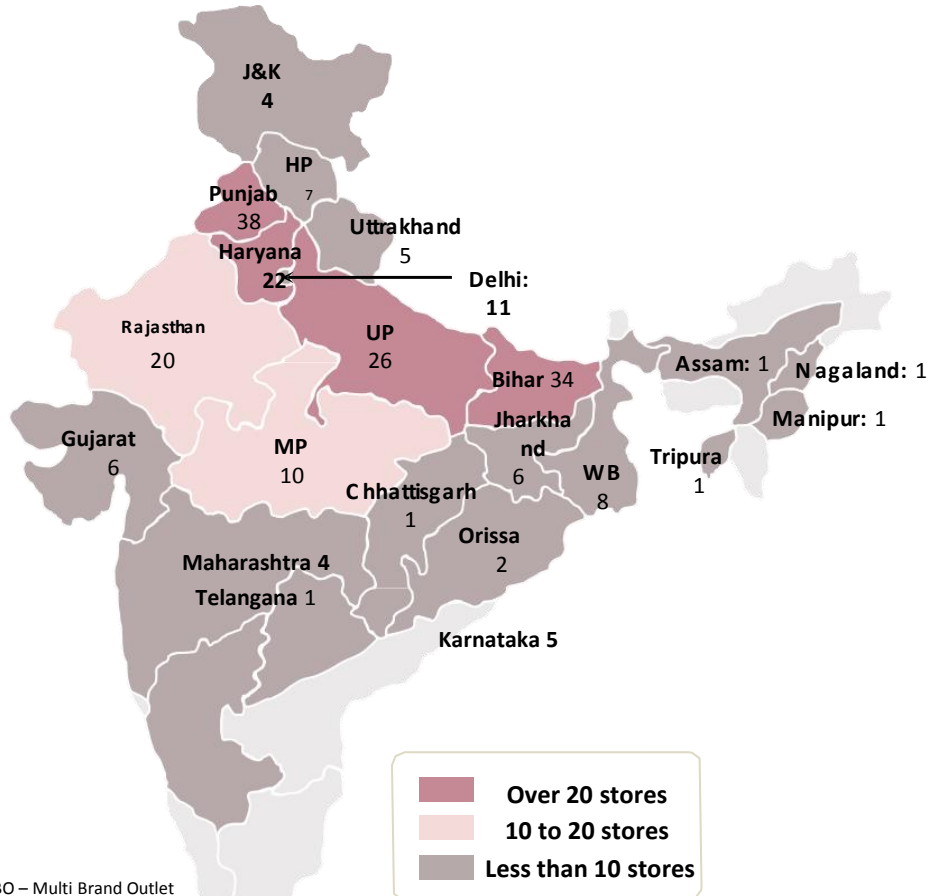 J&K
4
HP
7
Punjab
38
Uttrakhand
5
Haryana
22
Delhi:
11
Rajasthan
20
UP
26
Bihar 34
Assam: 1
Nagaland: 1
Manipur: 1
Tripura
1
Gujarat
6
MP
10
Jharkha
nd
6
WB
8
Chhattisgarh
1
Orissa
2
Maharashtra 4
Telangana 1
Karnataka 5
Over 20 stores
10 to 20 stores
Less than 10 stores
BO – Multi Brand Outlet